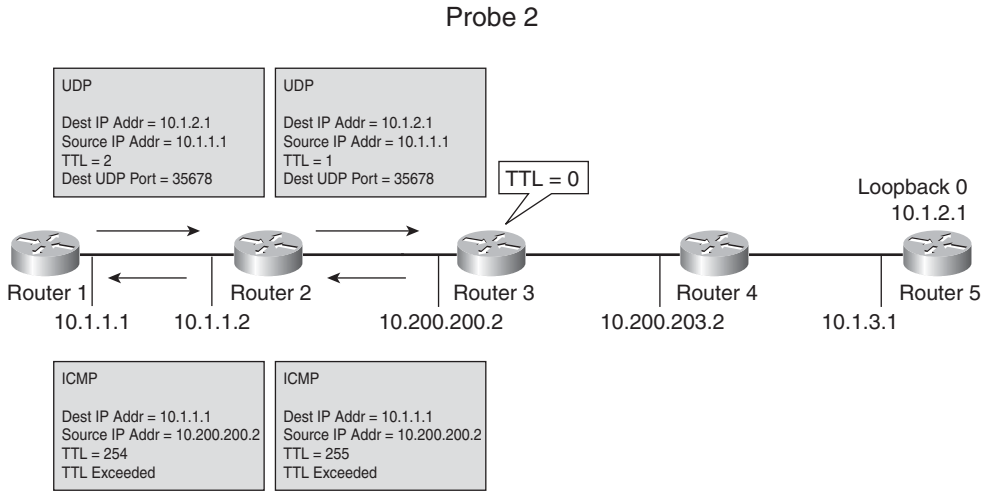 Probe 2
UDP
Dest IP Addr = 10.1.2.1
Source IP Addr = 10.1.1.1
TTL = 2
Dest UDP Port = 35678
UDP
Dest IP Addr = 10.1.2.1
Source IP Addr = 10.1.1.1
TTL = 1
Dest UDP Port = 35678
TTL = 0
Loopback 0
10.1.2.1
Router 1
Router 2
Router 3
Router 4
Router 5
10.1.1.1
10.1.1.2
10.200.200.2
10.200.203.2
10.1.3.1
ICMP
Dest IP Addr = 10.1.1.1
Source IP Addr = 10.200.200.2
TTL = 254
TTL Exceeded
ICMP
Dest IP Addr = 10.1.1.1
Source IP Addr = 10.200.200.2
TTL = 255
TTL Exceeded